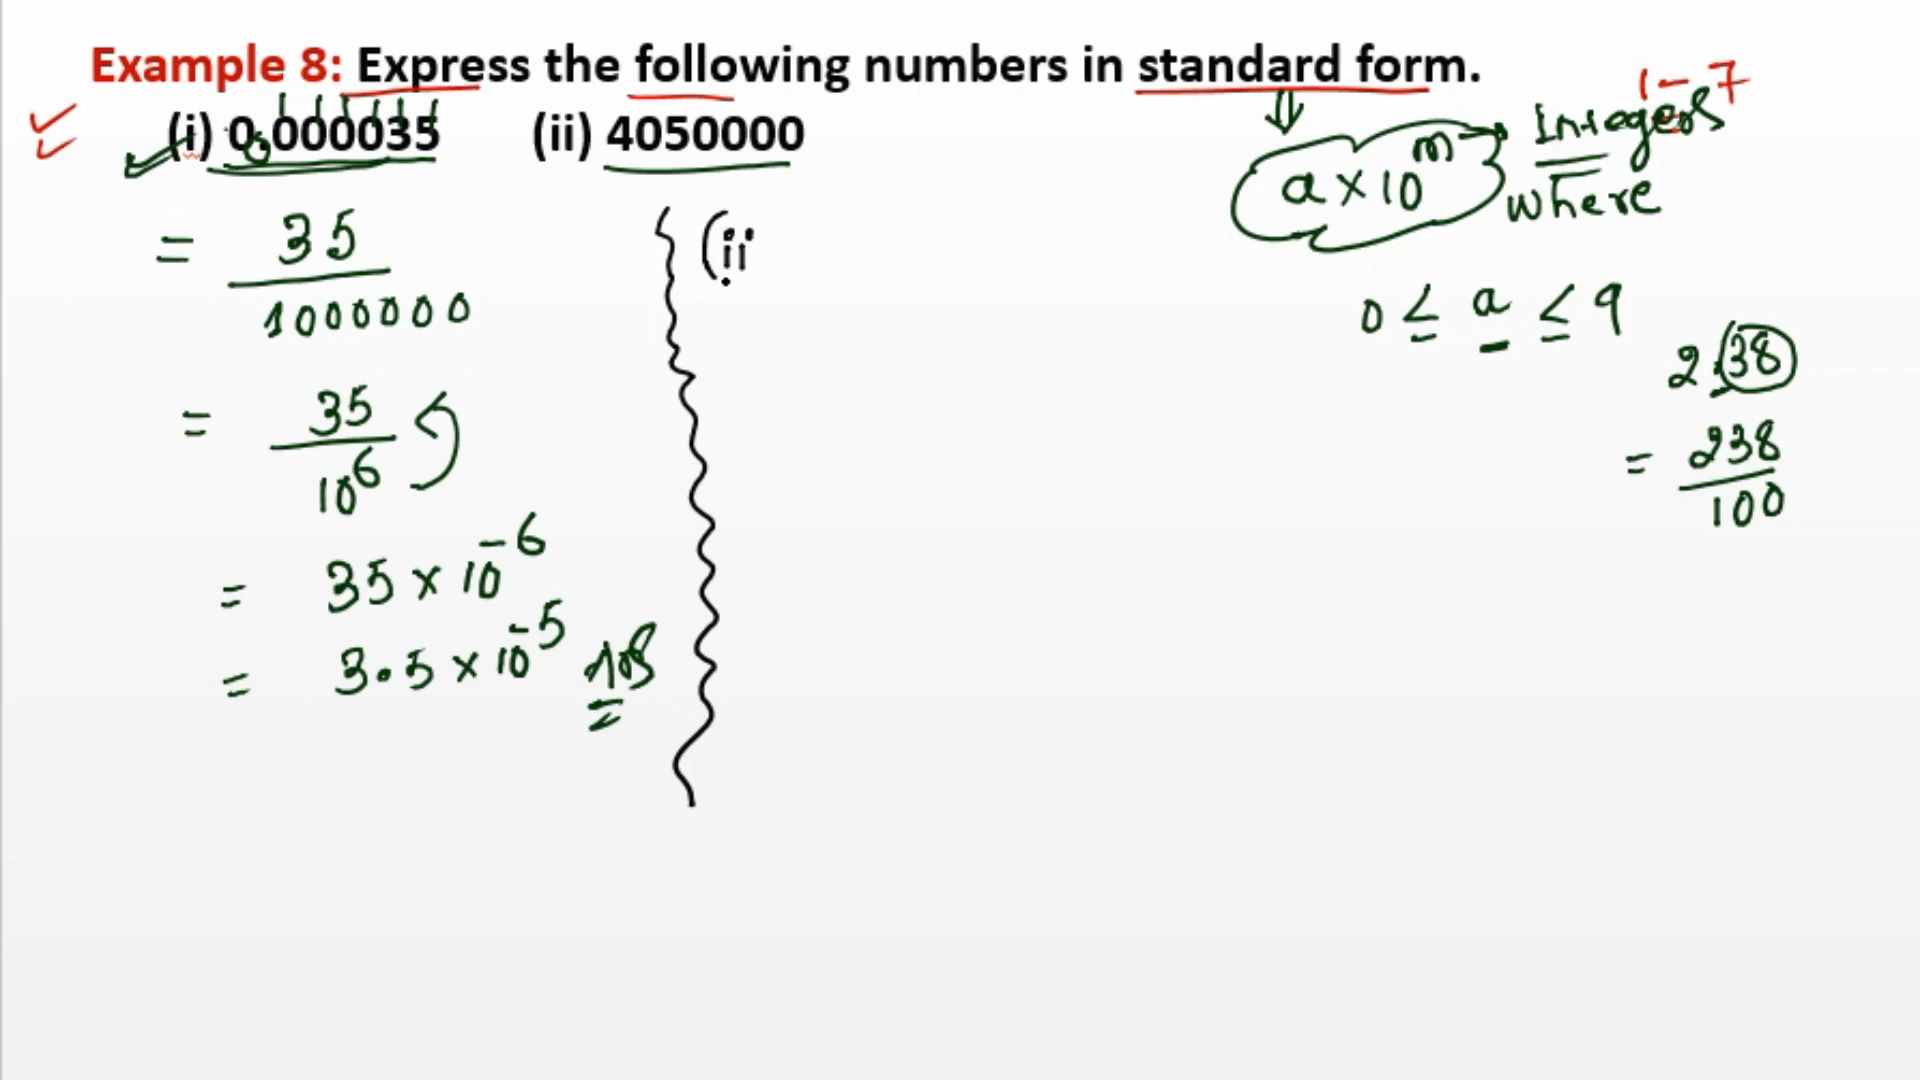 Example 8: Express the following numbers in standard form.
(i) 0.000035 (ii) 4050000
= 35
1000000
= 35
10^6
= 35 × 10^-6
= 3.5 × 10^-5
(ii
1-7
a × 10^m Integers
where
0 ≤ a ≤ 9
2.38
= 238
100